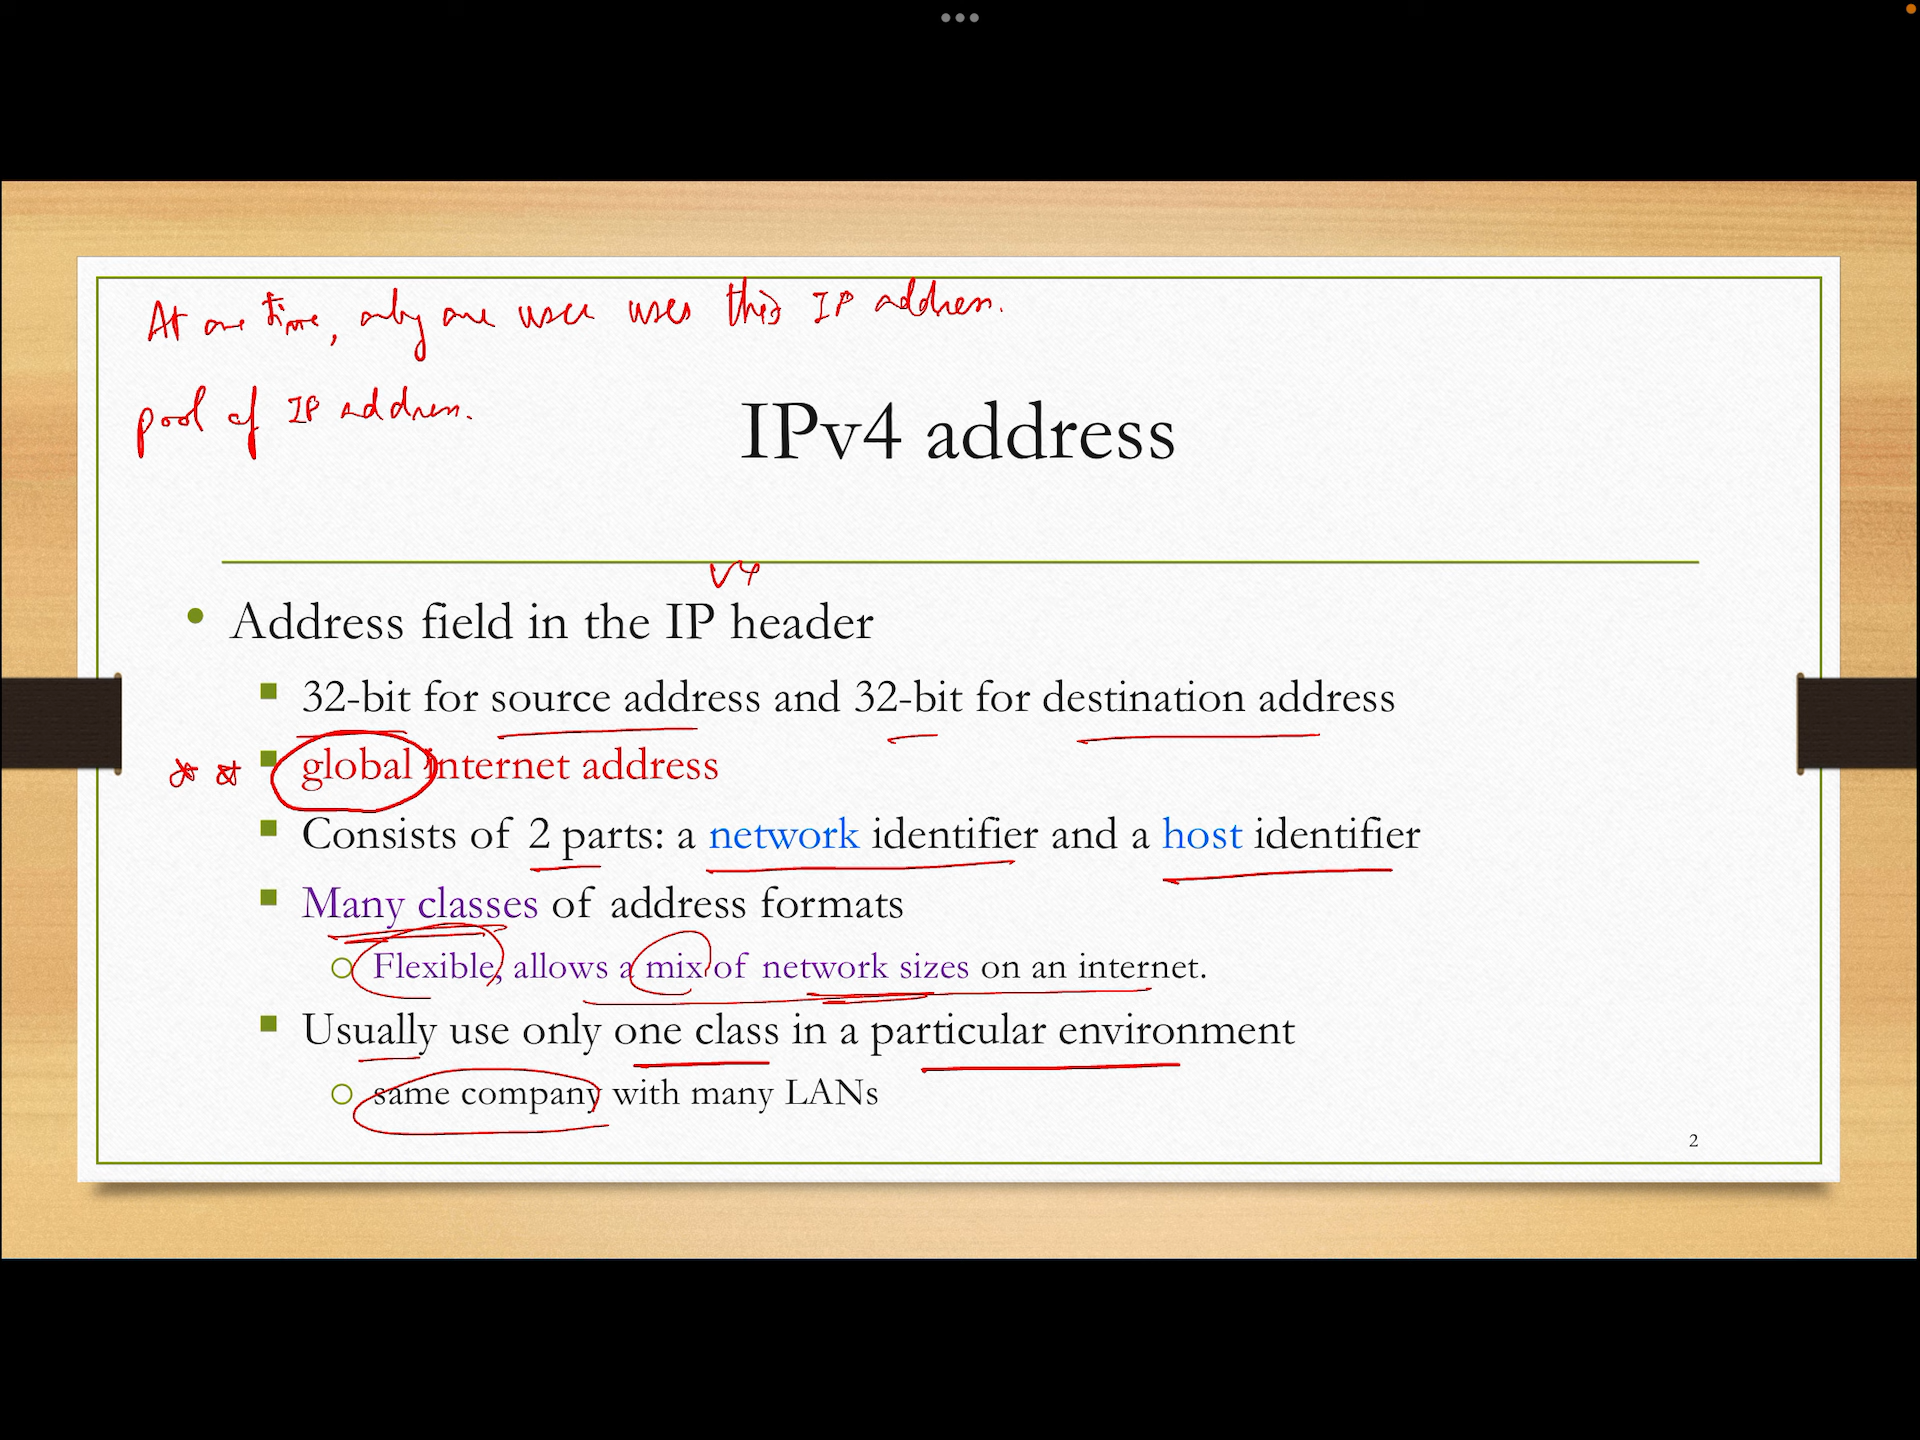 At one time, only one user uses this IP address.
pool of IP address.
IPv4 address
v4
• Address field in the IP header
▪ 32-bit for source address and 32-bit for destination address
** ▪ global internet address
▪ Consists of 2 parts: a network identifier and a host identifier
▪ Many classes of address formats
o Flexible, allows a mix of network sizes on an internet.
▪ Usually use only one class in a particular environment
o same company with many LANs
2